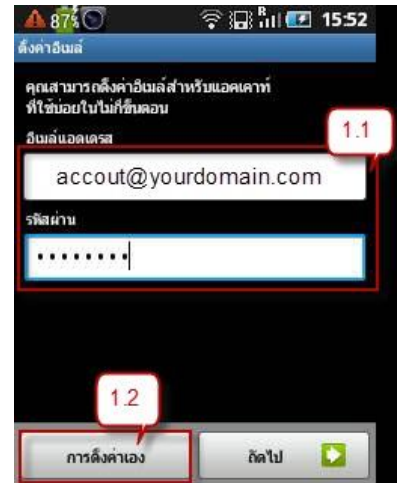 87% R 15:52
ตั้งค่าอีเมล์
คุณสามารถตั้งค่าอีเมล์สำหรับแอคเคาท์
ที่ใช้บ่อยในไม่กี่ขั้นตอน
1.1
อีเมล์แอดเดรส
accout@yourdomain.com
รหัสผ่าน
••••••••
1.2
การตั้งค่าเอง
ถัดไป